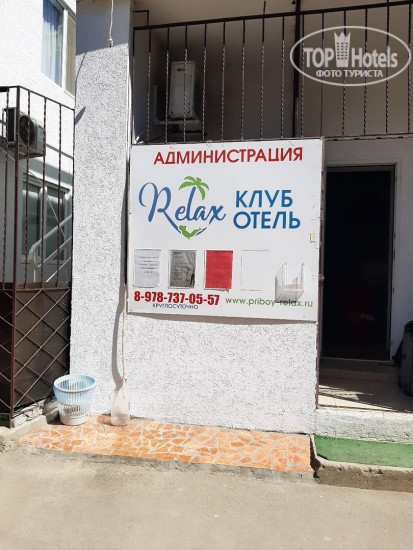 TOP Hotels
ФОТО ТУРИСТА
АДМИНИСТРАЦИЯ
Relax КЛУБ
ОТЕЛЬ
8-978-737-05-57 www.priboy-relax.ru
КРУГЛОСУТОЧНО